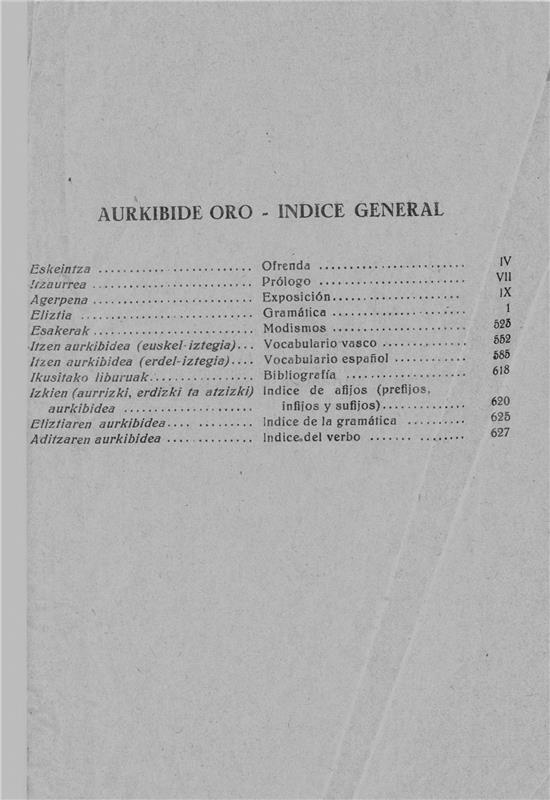 AURKIBIDE ORO - INDICE GENERAL
Eskeintza .......................... Ofrenda ........................ IV
Itzaurrea .......................... Prólogo ........................ VII
Agerpena .......................... Exposición..................... IX
Eliztia .......................... Gramática ...................... 1
Esakerak .......................... Modismos ...................... 525
Itzen aurkibidea (euskel-iztegia)... Vocabulario vasco .............. 552
Itzen aurkibidea (erdel-iztegia).... Vocabulario español ............ 585
Ikusitako liburuak................. Bibliografía .................... 618
Izkien (aurrizki, erdizki ta atzizki) Indice de afijos (prefijos,
aurkibidea ...................... infijos y sufijos).............. 620
Eliztiaren aurkibidea.... .......... Indice de la gramática .......... 625
Aditzaren aurkibidea .............. Indice del verbo ....... ........ 627